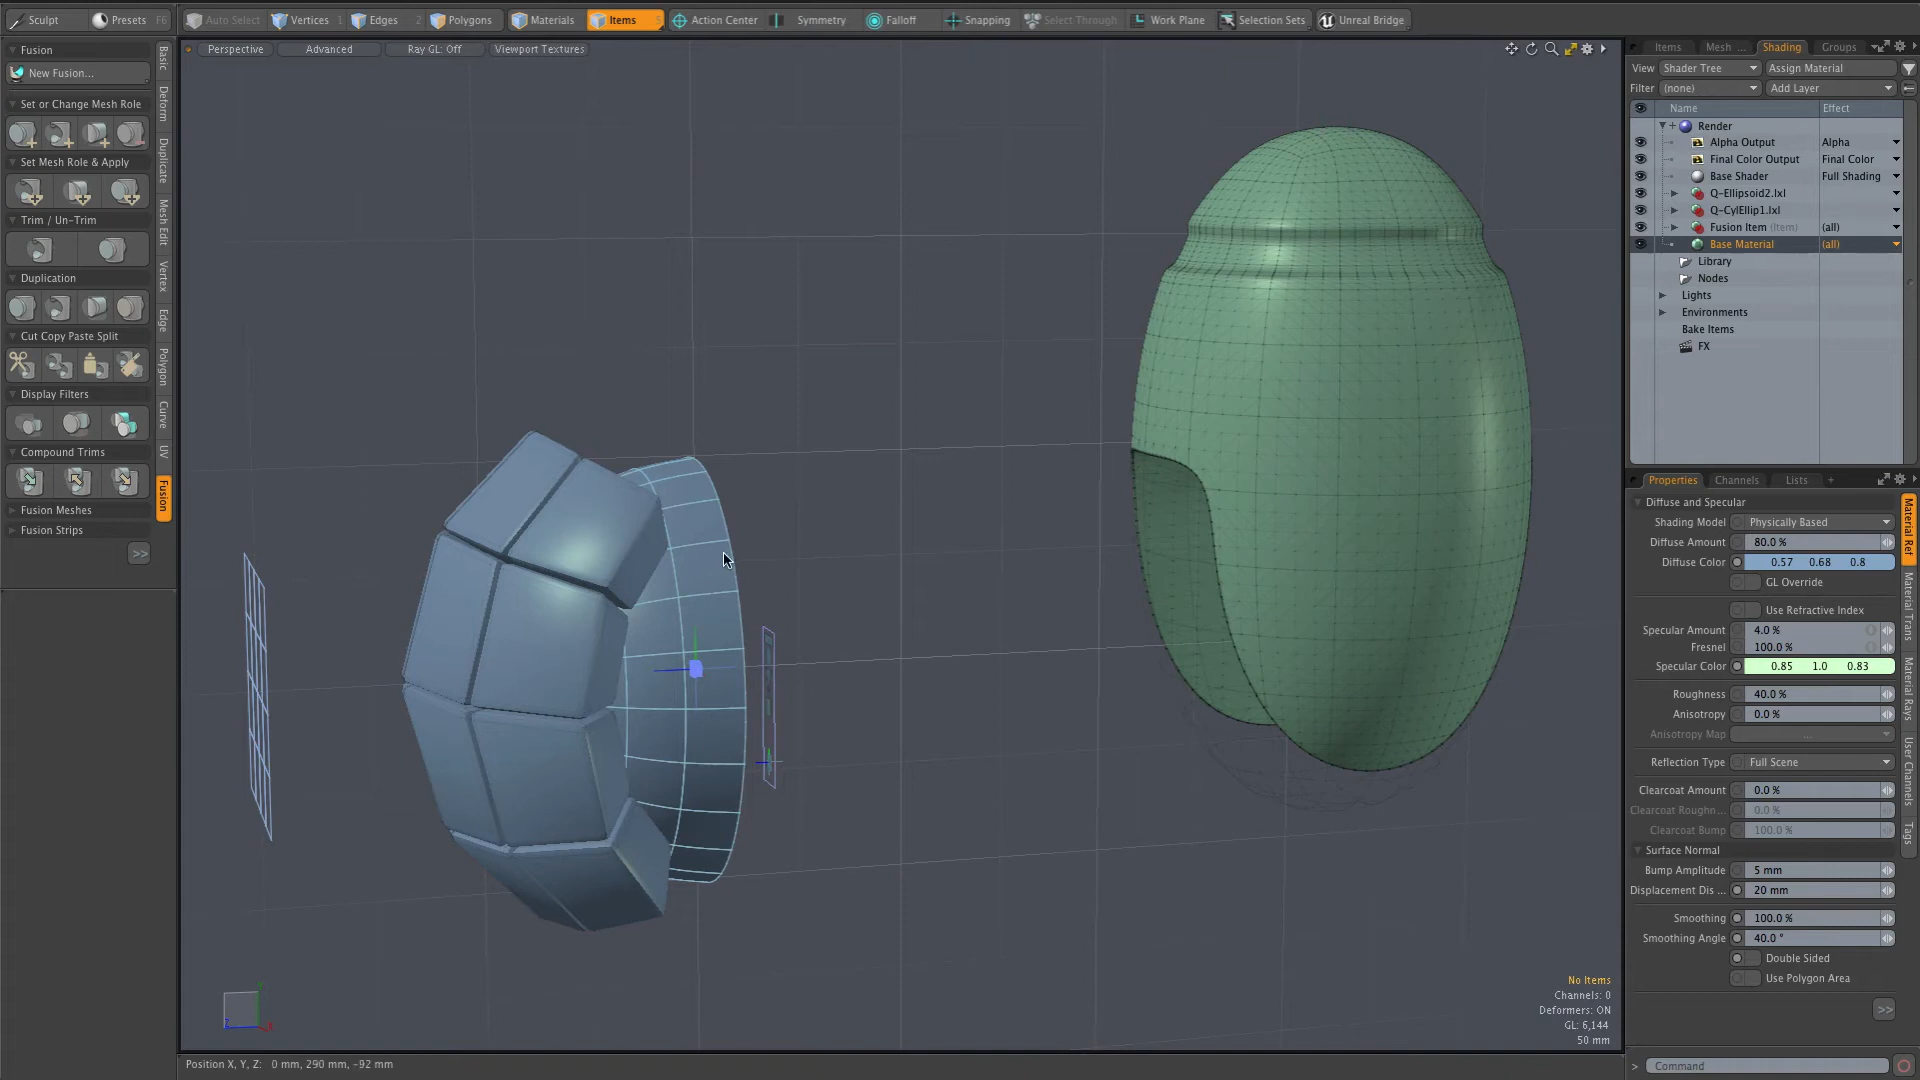 Sculpt Presets F6 Auto Select Vertices 1 Edges 2 Polygons Materials Items 5 Action Center Symmetry Falloff Snapping Select Through Work Plane Selection Sets Unreal Bridge
Perspective Advanced Ray GL: Off Viewport Textures
Fusion
New Fusion...
Set or Change Mesh Role
Set Mesh Role & Apply
Trim / Un-Trim
Duplication
Cut Copy Paste Split
Display Filters
Compound Trims
Fusion Meshes
Fusion Strips
>>
Basic
Deform
Duplicate
Mesh Edit
Vertex
Edge
Polygon
Curve
UV
Fusion
Items Mesh ... Shading Groups
View Shader Tree Assign Material
Filter (none) Add Layer
Name Effect
Render
Alpha Output Alpha
Final Color Output Final Color
Base Shader Full Shading
Q-Ellipsoid2.lxl
Q-CylEllip1.lxl
Fusion Item (Item) (all)
Base Material (all)
Library
Nodes
Lights
Environments
Bake Items
FX
Properties Channels Lists +
Diffuse and Specular
Shading Model Physically Based
Diffuse Amount 80.0 %
Diffuse Color 0.57 0.68 0.8
GL Override
Use Refractive Index
Specular Amount 4.0 %
Fresnel 100.0 %
Specular Color 0.85 1.0 0.83
Roughness 40.0 %
Anisotropy 0.0 %
Anisotropy Map ...
Reflection Type Full Scene
Clearcoat Amount 0.0 %
Clearcoat Roughn ... 0.0 %
Clearcoat Bump 100.0 %
Surface Normal
Bump Amplitude 5 mm
Displacement Dis ... 20 mm
Smoothing 100.0 %
Smoothing Angle 40.0 °
Double Sided
Use Polygon Area
>>
Material Ref
Material Trans
Material Rays
User Channels
Tags
No Items
Channels: 0
Deformers: ON
GL: 6,144
50 mm
Position X, Y, Z: 0 mm, 290 mm, -92 mm
> Command